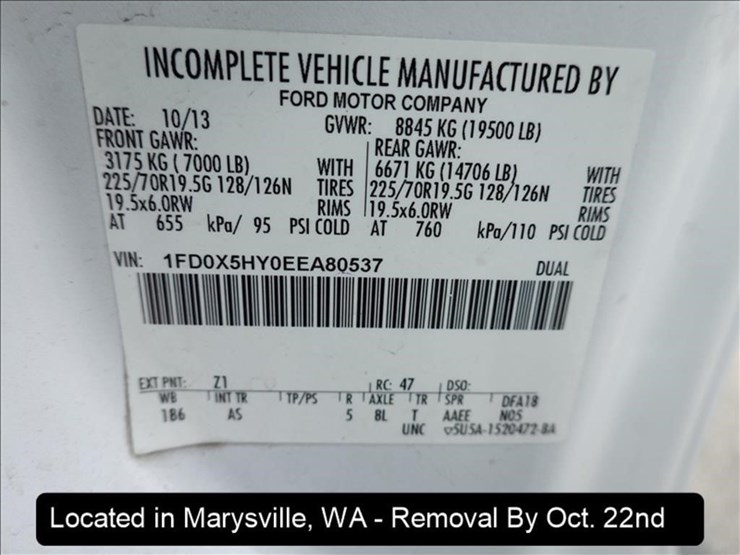 INCOMPLETE VEHICLE MANUFACTURED BY
FORD MOTOR COMPANY
DATE: 10/13 GVWR: 8845 KG (19500 LB)
FRONT GAWR: REAR GAWR:
3175 KG ( 7000 LB) WITH 6671 KG (14706 LB) WITH
225/70R19.5G 128/126N TIRES 225/70R19.5G 128/126N TIRES
19.5x6.0RW RIMS 19.5x6.0RW RIMS
AT 655 kPa/ 95 PSI COLD AT 760 kPa/110 PSI COLD
VIN: 1FD0X5HY0EEA80537 DUAL
EXT PNT: Z1 RC: 47 DSO:
WB INT TR TP/PS R AXLE TR SPR DFA18
186 AS 5 8L T AAEE N05
UNC 5U5A-1520472-BA
Located in Marysville, WA - Removal By Oct. 22nd